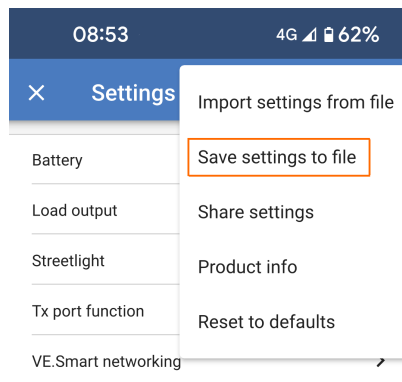 08:53 4G 62%
Settings
Import settings from file
Save settings to file
Share settings
Product info
Reset to defaults
Battery
Load output
Streetlight
Tx port function
VE.Smart networking